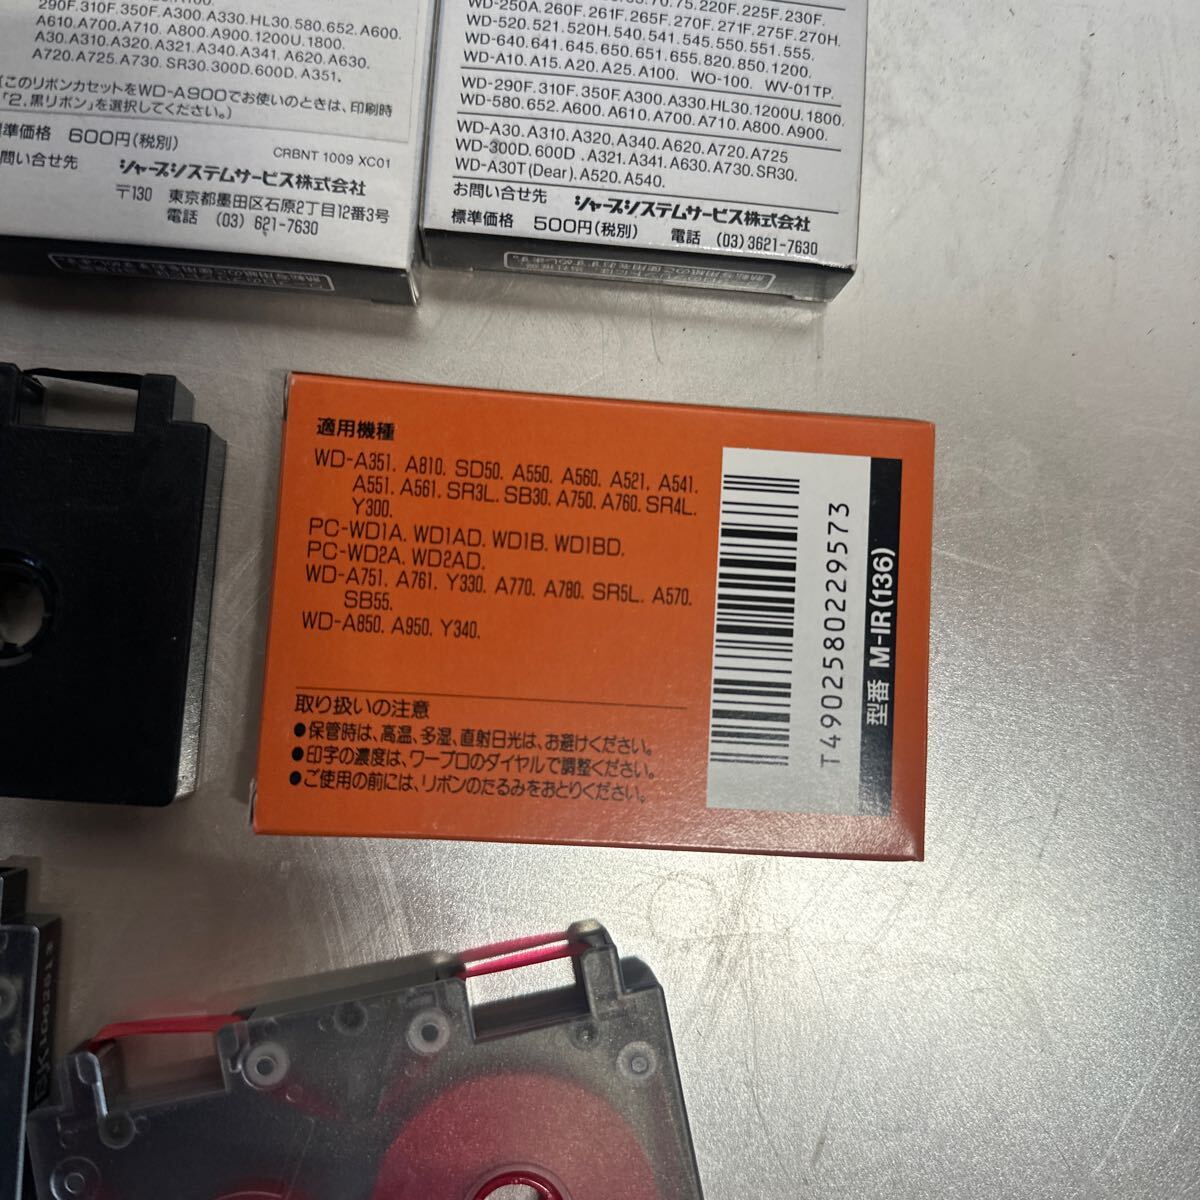 290F. 310F. 350F. A300. A330. HL30. 580. 652. A600.
A610. A700. A710. A800. A900. 1200U. 1800.
A30. A310. A320. A321. A340. A341. A620. A630.
A720. A725. A730. SR30. 300D. 600D. A351.
(このリボンカセットをWD-A900でお使いのときは、印刷時
「2. 黒リボン」を選択してください。)
標準価格 600円(税別)
CRBNT 1009 XC01
問い合せ先 シャープシステムサービス株式会社
〒130 東京都墨田区石原2丁目12番3号
電話 (03) 621-7630
70. 75. 220F. 225F. 230F.
WD-250A. 260F. 261F. 265F. 270F. 271F. 275F. 270H.
WD-520. 521. 520H. 540. 541. 545. 550. 551. 555.
WD-640. 641. 645. 650. 651. 655. 820. 850. 1200.
WD-A10. A15. A20. A25. A100. WO-100. WV-01TP.
WD-290F. 310F. 350F. A300. A330. HL30. 1200U. 1800.
WD-580. 652. A600. A610. A700. A710. A800. A900.
WD-A30. A310. A320. A340. A620. A720. A725
WD-300D. 600D . A321. A341. A630. A730. SR30.
WD-A30T(Dear). A520. A540.
お問い合せ先 シャープシステムサービス株式会社
標準価格 500円(税別) 電話 (03)3621-7630
適用機種
WD-A351. A810. SD50. A550. A560. A521. A541.
A551. A561. SR3L. SB30. A750. A760. SR4L.
Y300.
PC-WD1A. WD1AD. WD1B. WD1BD.
PC-WD2A. WD2AD.
WD-A751. A761. Y330. A770. A780. SR5L. A570.
SB55.
WD-A850. A950. Y340.
取り扱いの注意
●保管時は、高温、多湿、直射日光は、お避けください。
●印字の濃度は、ワープロのダイヤルで調整ください。
●ご使用の前には、リボンのたるみをおとりください。
T4902580229573
型番 M-IR(136)